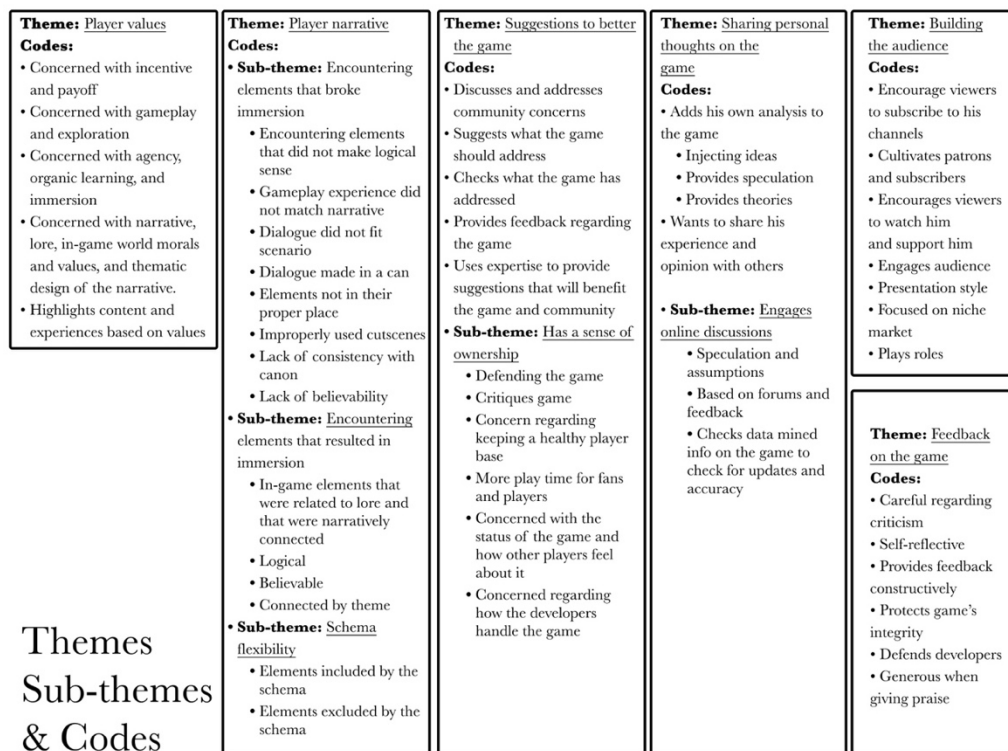 Theme: Player values
Codes:
• Concerned with incentive
and payoff
• Concerned with gameplay
and exploration
• Concerned with agency,
organic learning, and
immersion
• Concerned with narrative,
lore, in-game world morals
and values, and thematic
design of the narrative.
• Highlights content and
experiences based on values
Theme: Player narrative
Codes:
• Sub-theme: Encountering
elements that broke
immersion
• Encountering elements
that did not make logical
sense
• Gameplay experience did
not match narrative
• Dialogue did not fit
scenario
• Dialogue made in a can
• Elements not in their
proper place
• Improperly used cutscenes
• Lack of consistency with
canon
• Lack of believability
• Sub-theme: Encountering
elements that resulted in
immersion
• In-game elements that
were related to lore and
that were narratively
connected
• Logical
• Believable
• Connected by theme
• Sub-theme: Schema
flexibility
• Elements included by the
schema
• Elements excluded by the
schema
Theme: Suggestions to better
the game
Codes:
• Discusses and addresses
community concerns
• Suggests what the game
should address
• Checks what the game has
addressed
• Provides feedback regarding
the game
• Uses expertise to provide
suggestions that will benefit
the game and community
• Sub-theme: Has a sense of
ownership
• Defending the game
• Critiques game
• Concern regarding
keeping a healthy player
base
• More play time for fans
and players
• Concerned with the
status of the game and
how other players feel
about it
• Concerned regarding
how the developers
handle the game
Theme: Sharing personal
thoughts on the
game
Codes:
• Adds his own analysis to
the game
• Injecting ideas
• Provides speculation
• Provides theories
• Wants to share his
experience and
opinion with others
• Sub-theme: Engages
online discussions
• Speculation and
assumptions
• Based on forums and
feedback
• Checks data mined
info on the game to
check for updates and
accuracy
Theme: Building
the audience
Codes:
• Encourage viewers
to subscribe to his
channels
• Cultivates patrons
and subscribers
• Encourages viewers
to watch him
and support him
• Engages audience
• Presentation style
• Focused on niche
market
• Plays roles
Theme: Feedback
on the game
Codes:
• Careful regarding
criticism
• Self-reflective
• Provides feedback
constructively
• Protects game's
integrity
• Defends developers
• Generous when
giving praise
Themes
Sub-themes
& Codes